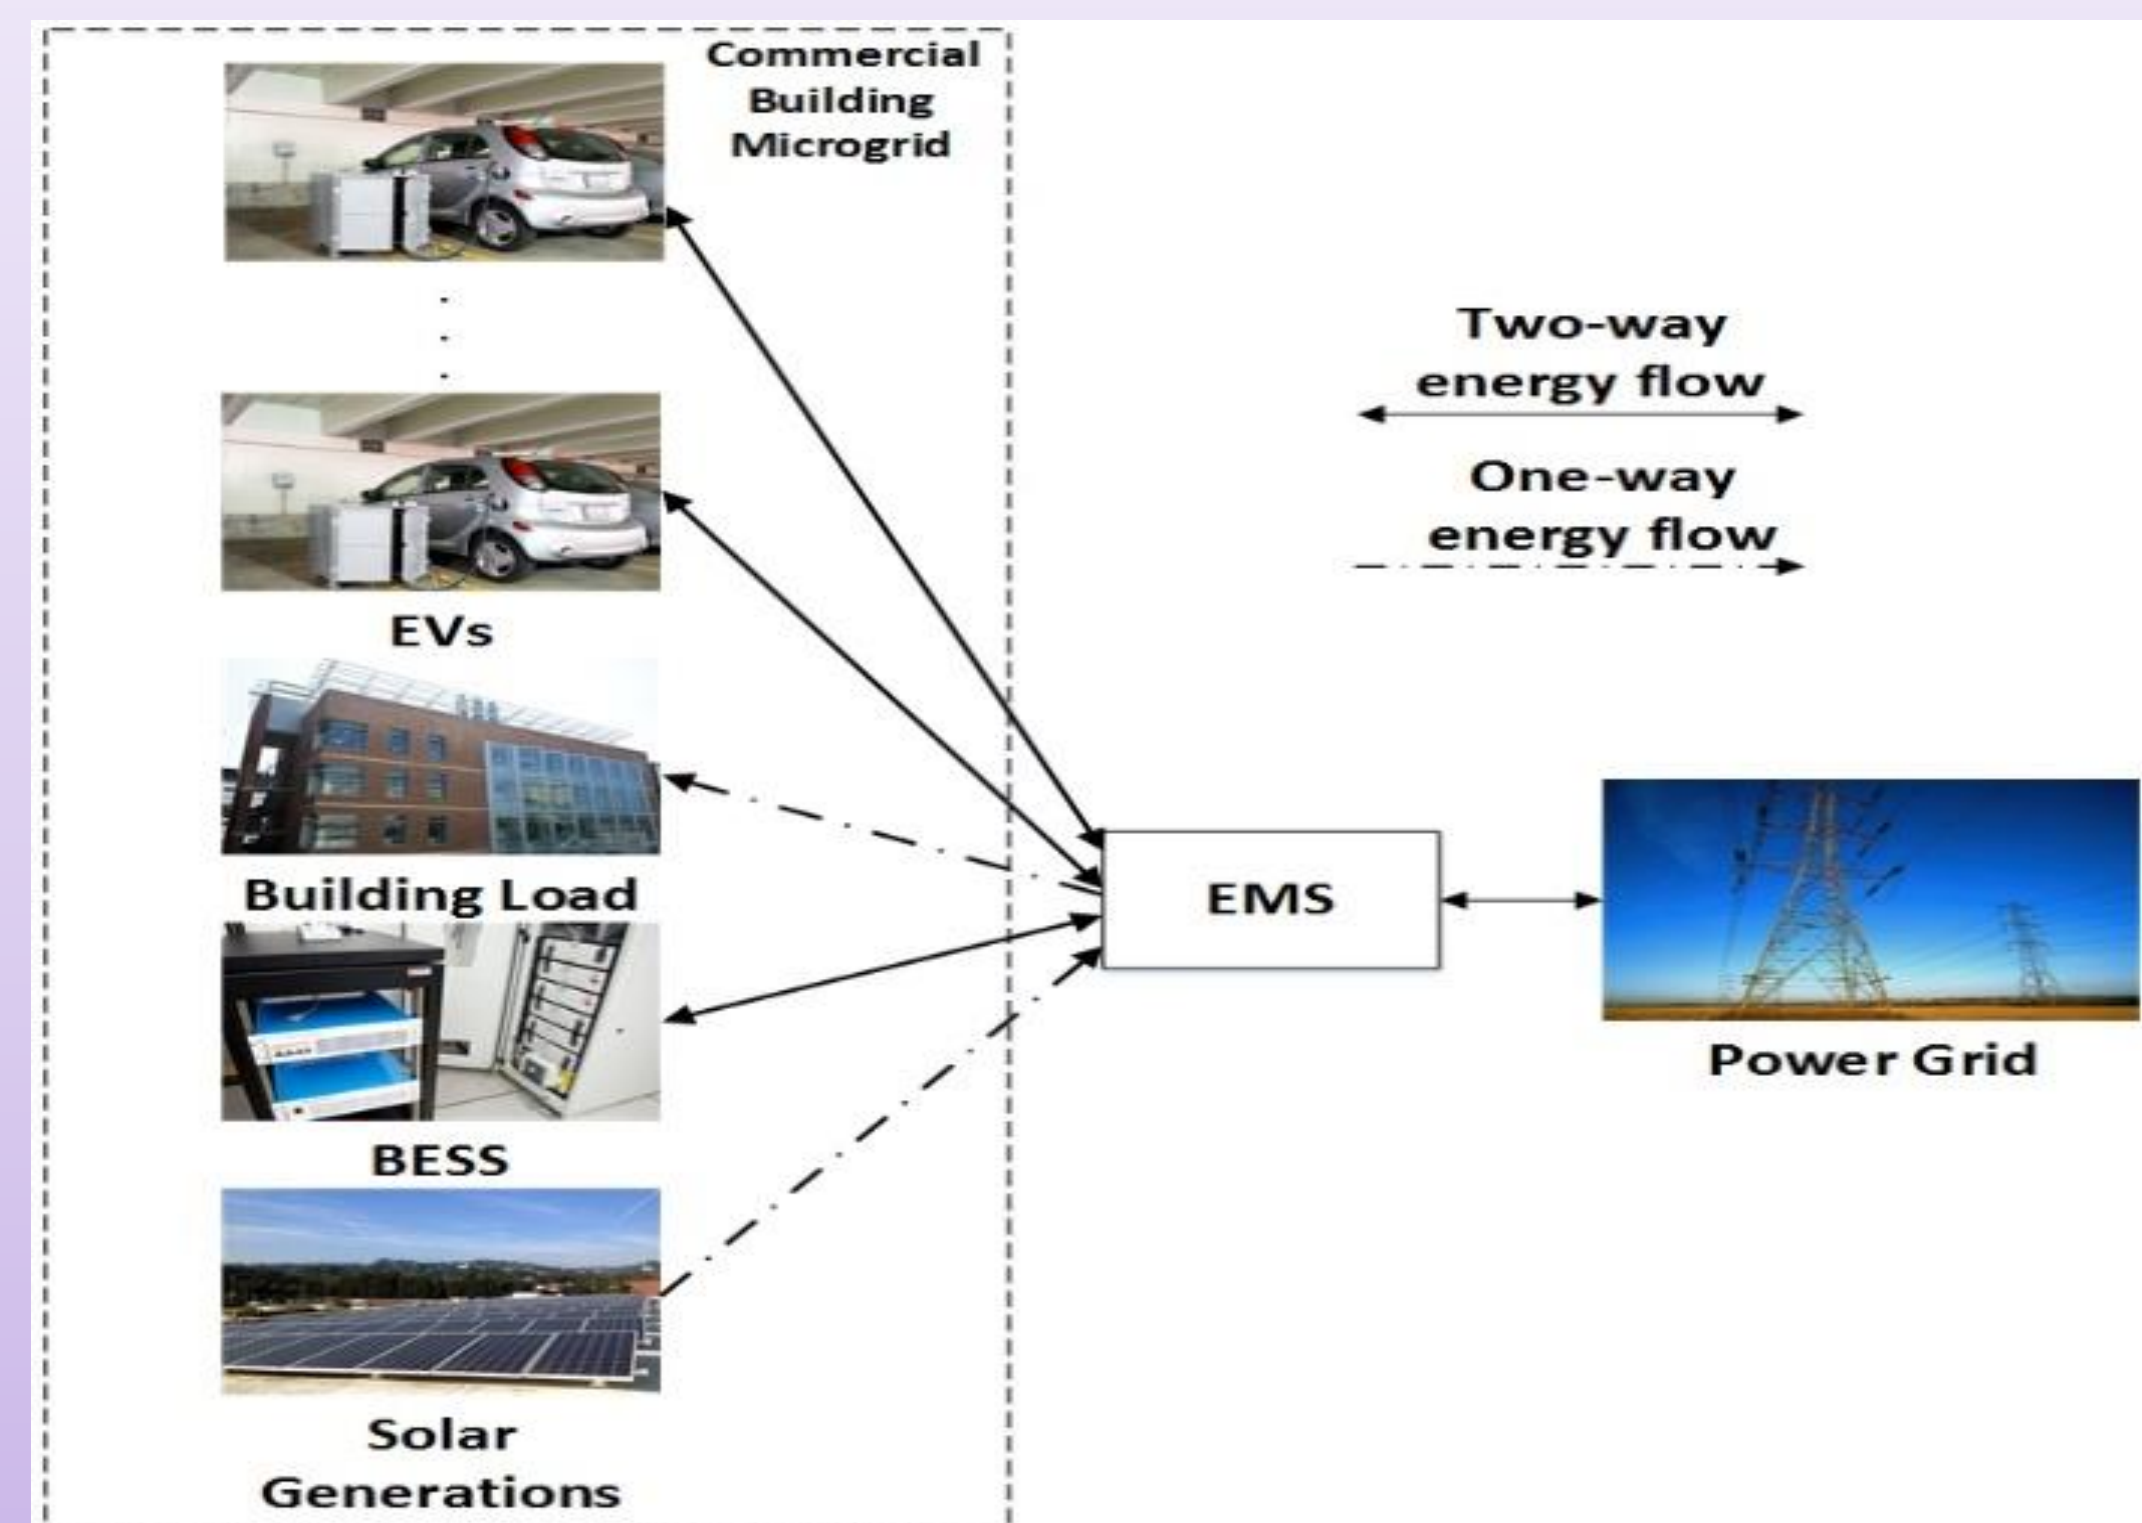 Commercial
Building
Microgrid
Two-way
energy flow
One-way
energy flow
EVs
Building Load
EMS
Power Grid
BESS
Solar
Generations